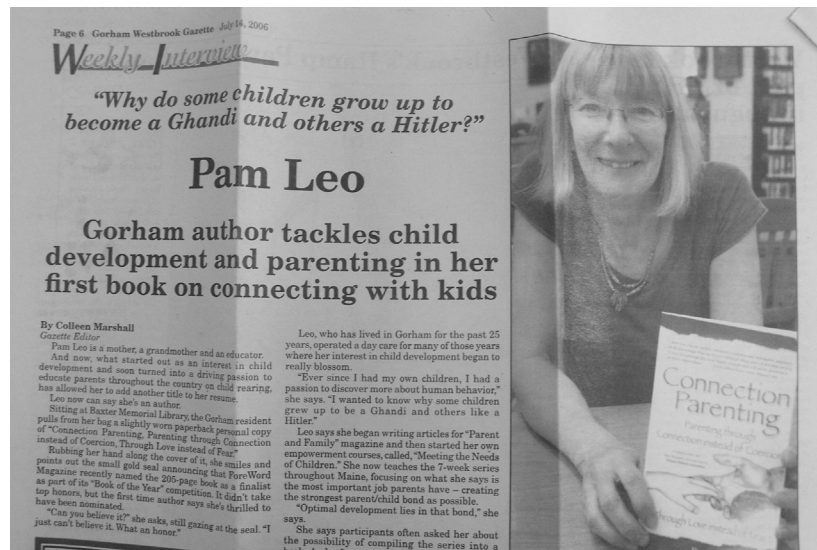 Page 6 Gorham Westbrook Gazette July 14, 2006
Weekly Interview
“Why do some children grow up to
become a Ghandi and others a Hitler?”
Pam Leo
Gorham author tackles child
development and parenting in her
first book on connecting with kids
By Colleen Marshall
Gazette Editor
Pam Leo is a mother, a grandmother and an educator.
And now, what started out as an interest in child
development and soon turned into a driving passion to
educate parents throughout the country on child rearing,
has allowed her to add another title to her resume.
Leo now can say she's an author.
Sitting at Baxter Memorial Library, the Gorham resident
pulls from her bag a slightly worn paperback personal copy
of “Connection Parenting, Parenting through Connection
instead of Coercion, Through Love instead of Fear.”
Rubbing her hand along the cover of it, she smiles and
points out the small gold seal announcing that ForeWord
Magazine recently named the 205-page book as a finalist
as part of its “Book of the Year” competition. It didn't take
top honors, but the first time author says she's thrilled to
have been nominated.
“Can you believe it?” she asks, still gazing at the seal. “I
just can't believe it. What an honor.”
Leo, who has lived in Gorham for the past 25
years, operated a day care for many of those years
where her interest in child development began to
really blossom.
“Ever since I had my own children, I had a
passion to discover more about human behavior,”
she says. “I wanted to know why some children
grew up to be a Ghandi and others like a
Hitler.”
Leo says she began writing articles for “Parent
and Family” magazine and then started her own
empowerment courses, called, “Meeting the Needs
of Children.” She now teaches the 7-week series
throughout Maine, focusing on what she says is
the most important job parents have – creating
the strongest parent/child bond as possible.
“Optimal development lies in that bond,” she
says.
She says participants often asked her about
the possibility of compiling the series into a
Connection
Parenting
Parenting through
Connection instead of Coercion
Through Love instead of Fear